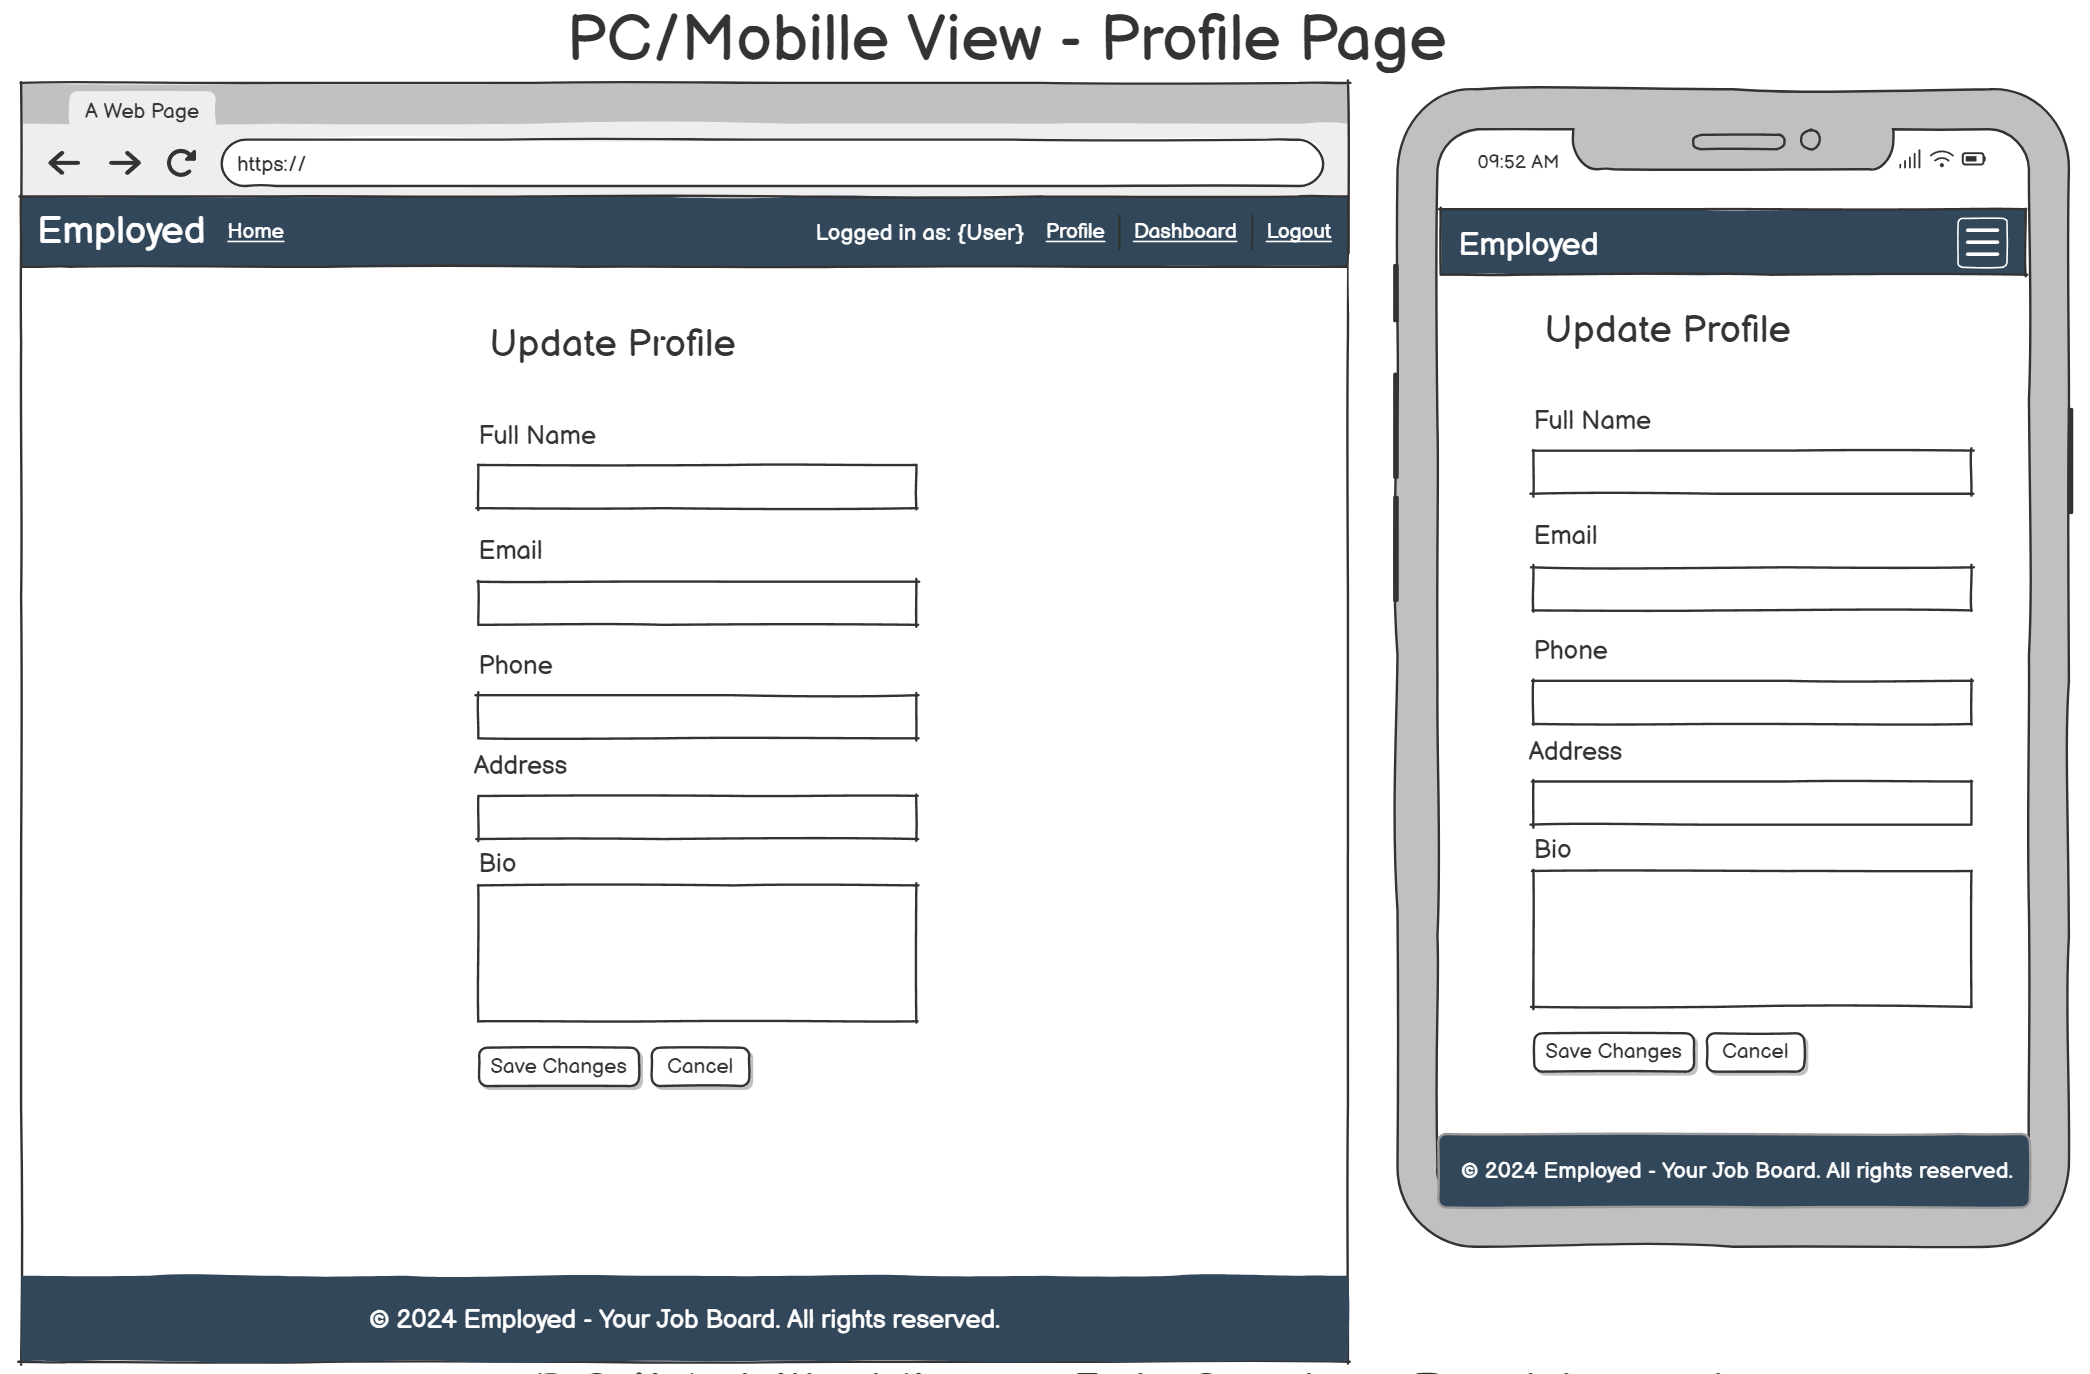 PC/Mobille View - Profile Page
A Web Page
https://
Employed Home Logged in as: {User} Profile Dashboard Logout
Update Profile
Full Name
Email
Phone
Address
Bio
Save Changes Cancel
© 2024 Employed - Your Job Board. All rights reserved.
09:52 AM
Employed
Update Profile
Full Name
Email
Phone
Address
Bio
Save Changes Cancel
© 2024 Employed - Your Job Board. All rights reserved.